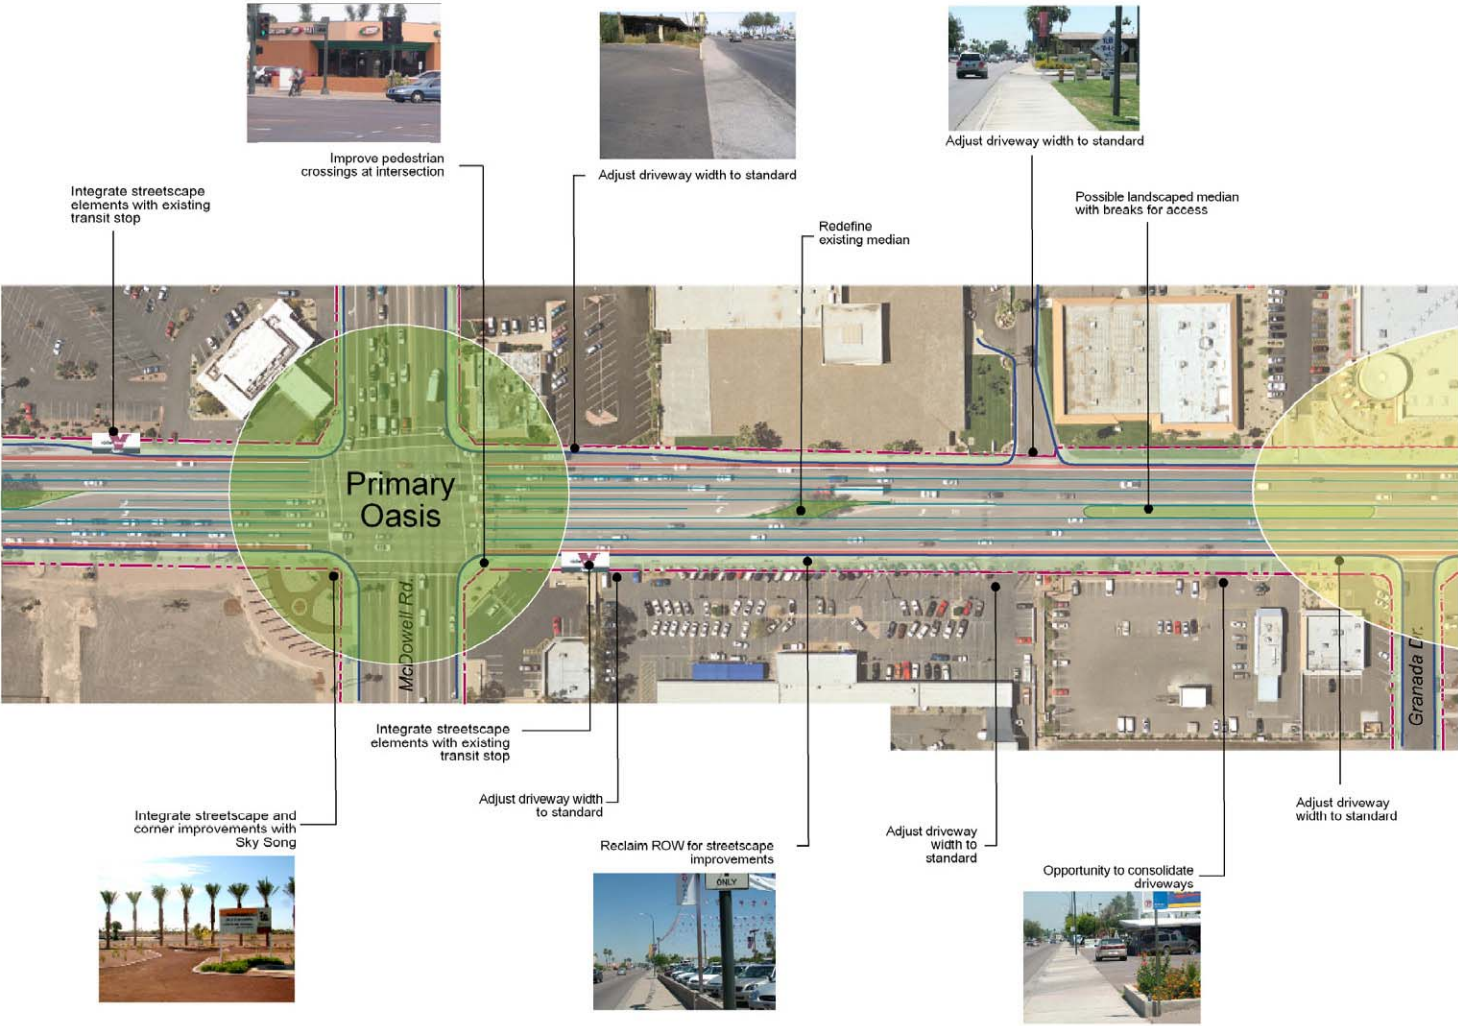 Improve pedestrian
crossings at intersection
Adjust driveway width to standard
Adjust driveway width to standard
Integrate streetscape
elements with existing
transit stop
Possible landscaped median
with breaks for access
Redefine
existing median
Primary
Oasis
McDowell Rd.
Granada Dr.
Integrate streetscape
elements with existing
transit stop
Adjust driveway width
to standard
Integrate streetscape and
corner improvements with
Sky Song
Reclaim ROW for streetscape
improvements
Adjust driveway
width to
standard
Adjust driveway
width to standard
Opportunity to consolidate
driveways
ONLY